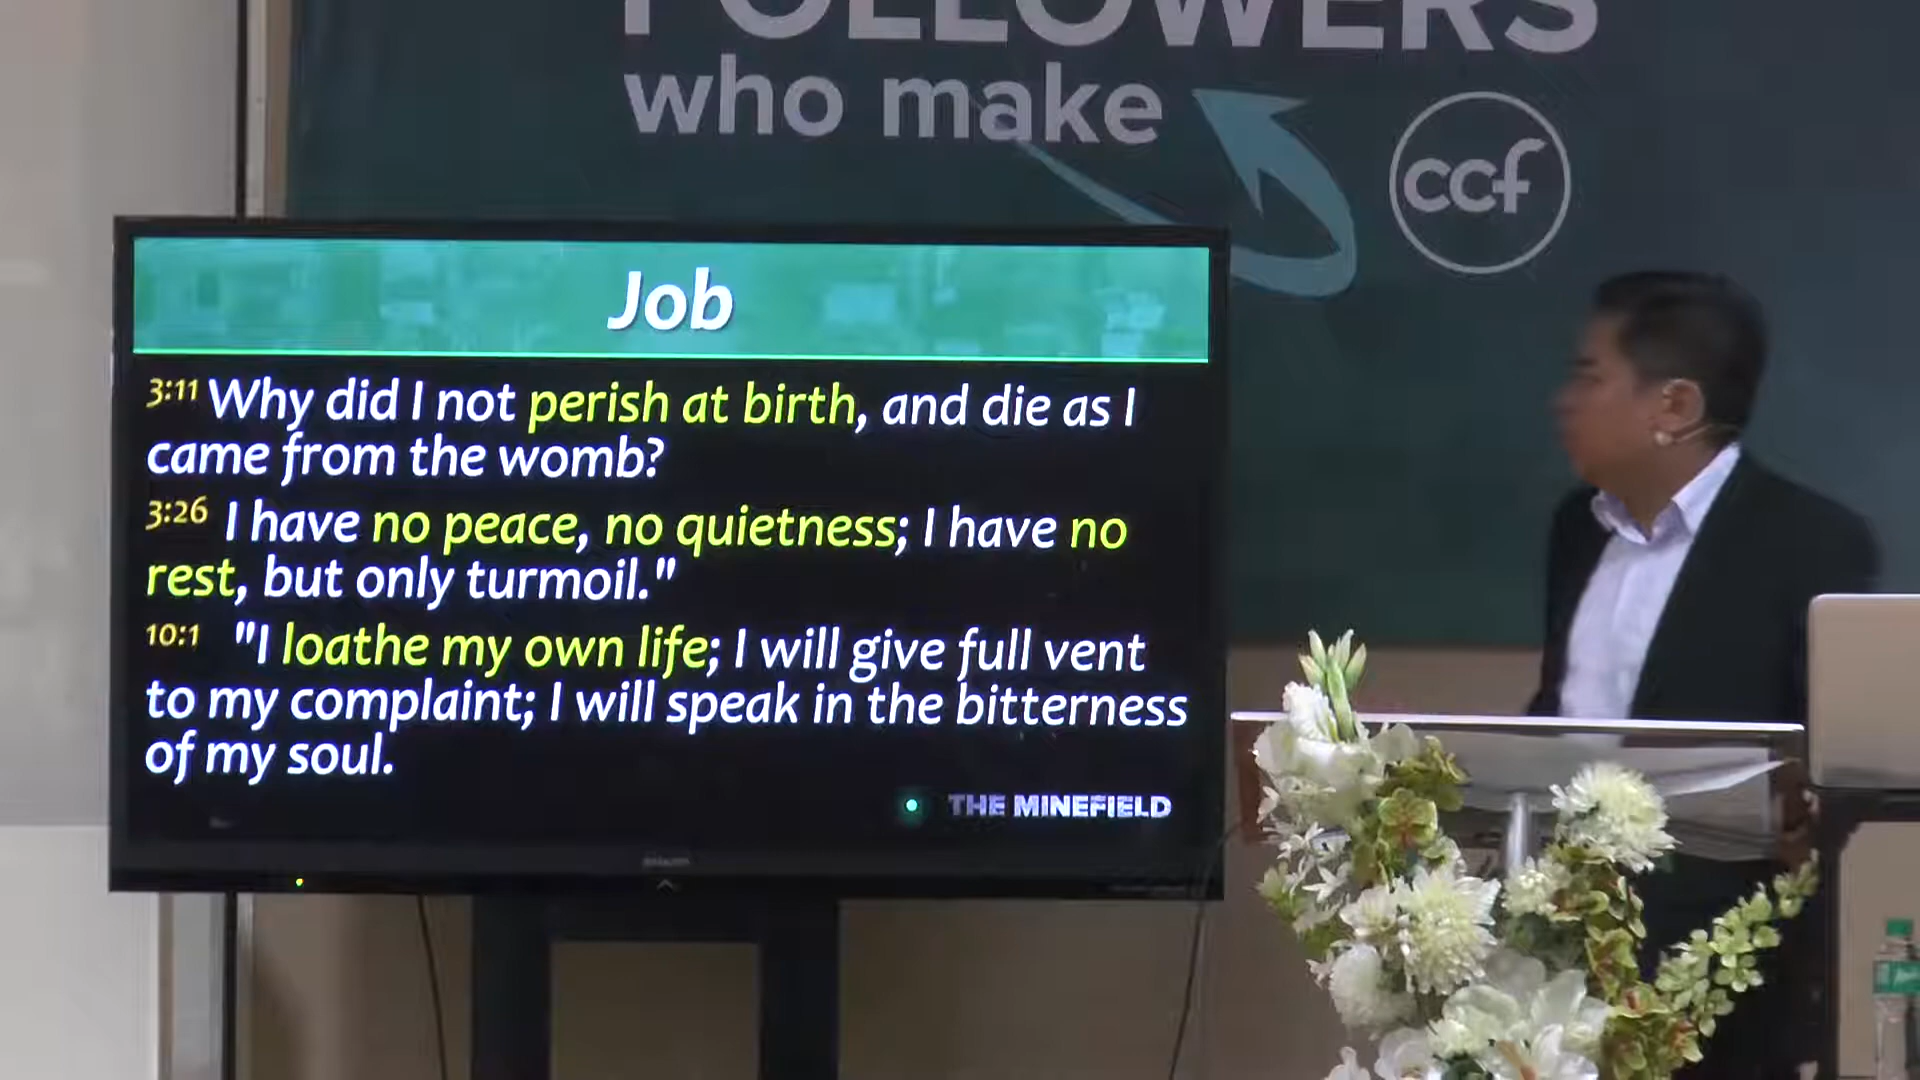 FOLLOWERS
who make
ccf
Job
3:11 Why did I not perish at birth, and die as I
came from the womb?
3:26 I have no peace, no quietness; I have no
rest, but only turmoil."
10:1 "I loathe my own life; I will give full vent
to my complaint; I will speak in the bitterness
of my soul.
THE MINEFIELD